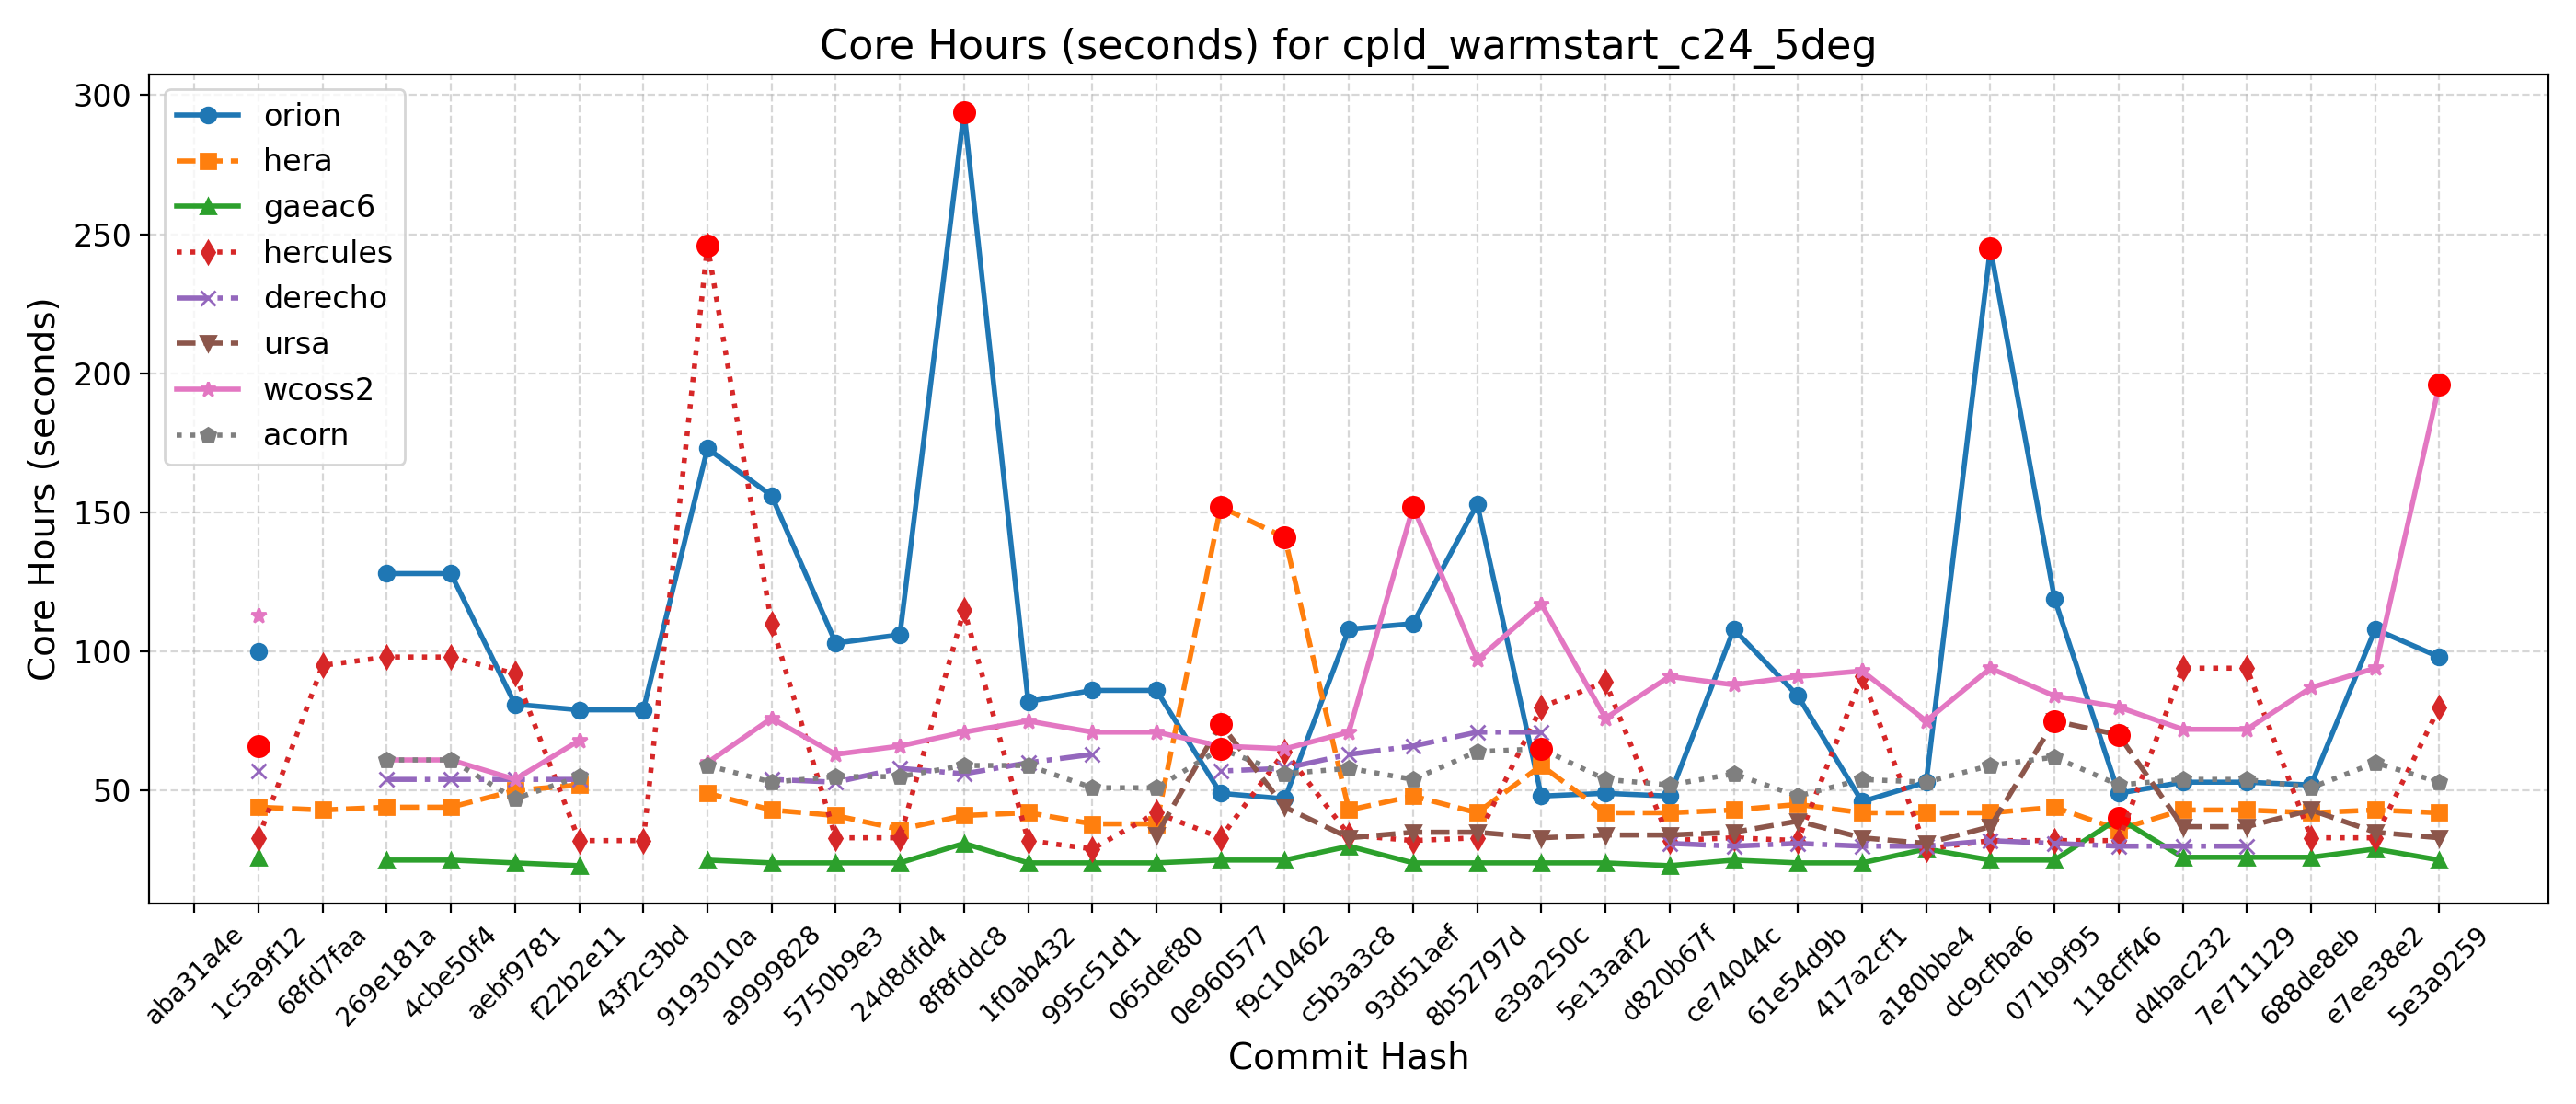 Core Hours (seconds) for cpld_warmstart_c24_5deg
Core Hours (seconds)
300
250
200
150
100
50
orion
hera
gaeac6
hercules
derecho
ursa
wcoss2
acorn
aba31a4e
1c5a9f12
68fd7faa
269e181a
4cbe50f4
aebf9781
f22b2e11
43f2c3bd
9193010a
a9999828
5750b9e3
24d8dfd4
8f8fddc8
1f0ab432
995c51d1
065def80
0e960577
f9c10462
c5b3a3c8
93d51aef
8b52797d
e39a250c
5e13aaf2
d820b67f
ce74044c
61e54d9b
417a2cf1
a180bbe4
dc9cfba6
071b9f95
118cff46
d4bac232
7e711129
688de8eb
e7ee38e2
5e3a9259
Commit Hash